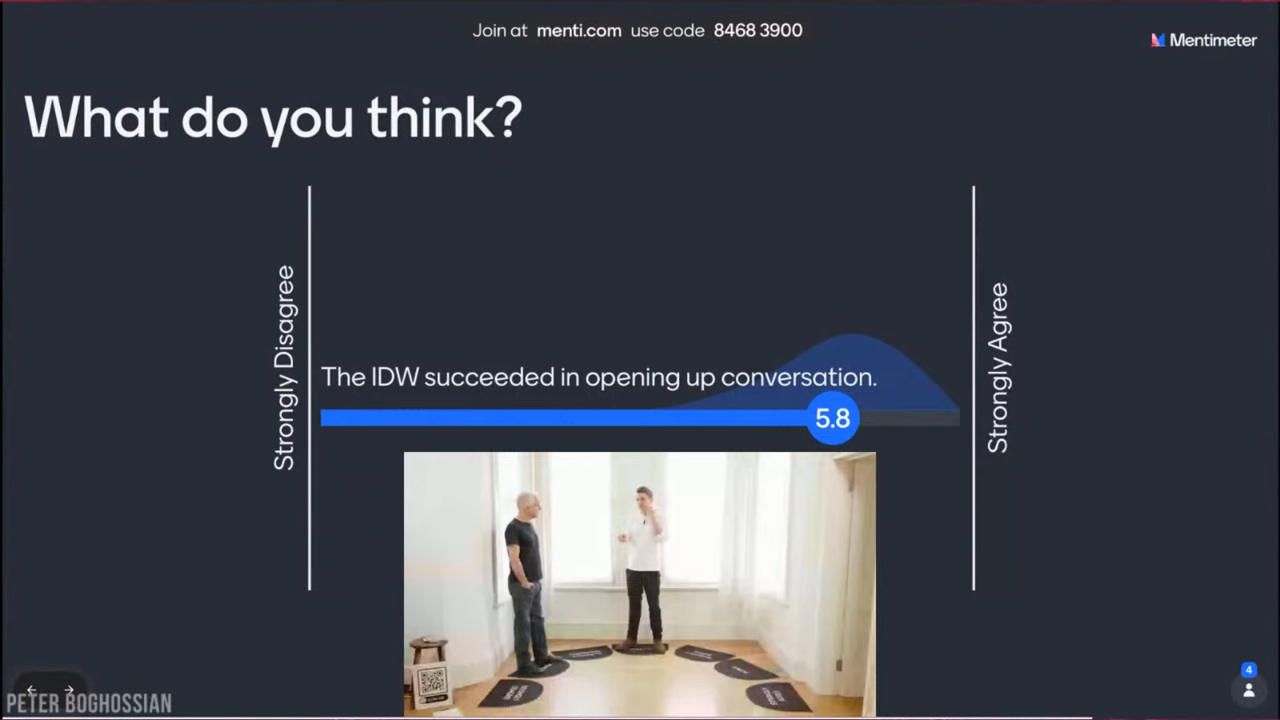 Join at menti.com use code 8468 3900
Mentimeter
What do you think?
Strongly Disagree
The IDW succeeded in opening up conversation.
5.8
Strongly Agree
4
PETER BOGHOSSIAN